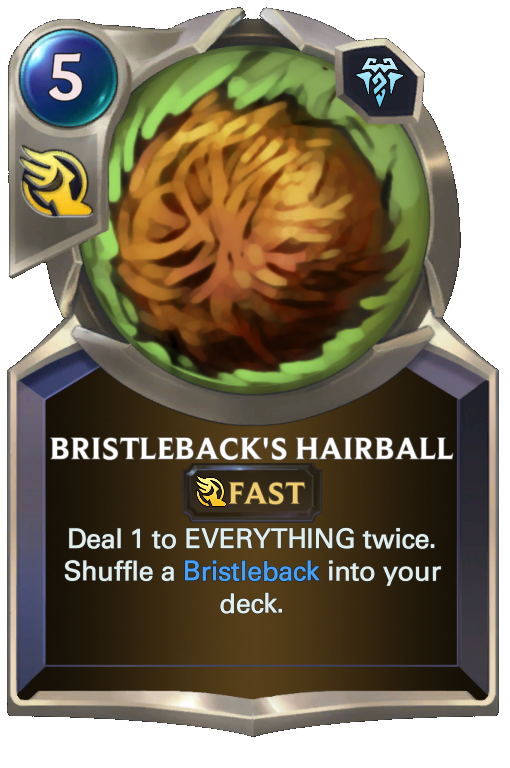 5
BRISTLEBACK'S HAIRBALL
FAST
Deal 1 to EVERYTHING twice.
Shuffle a Bristleback into your
deck.